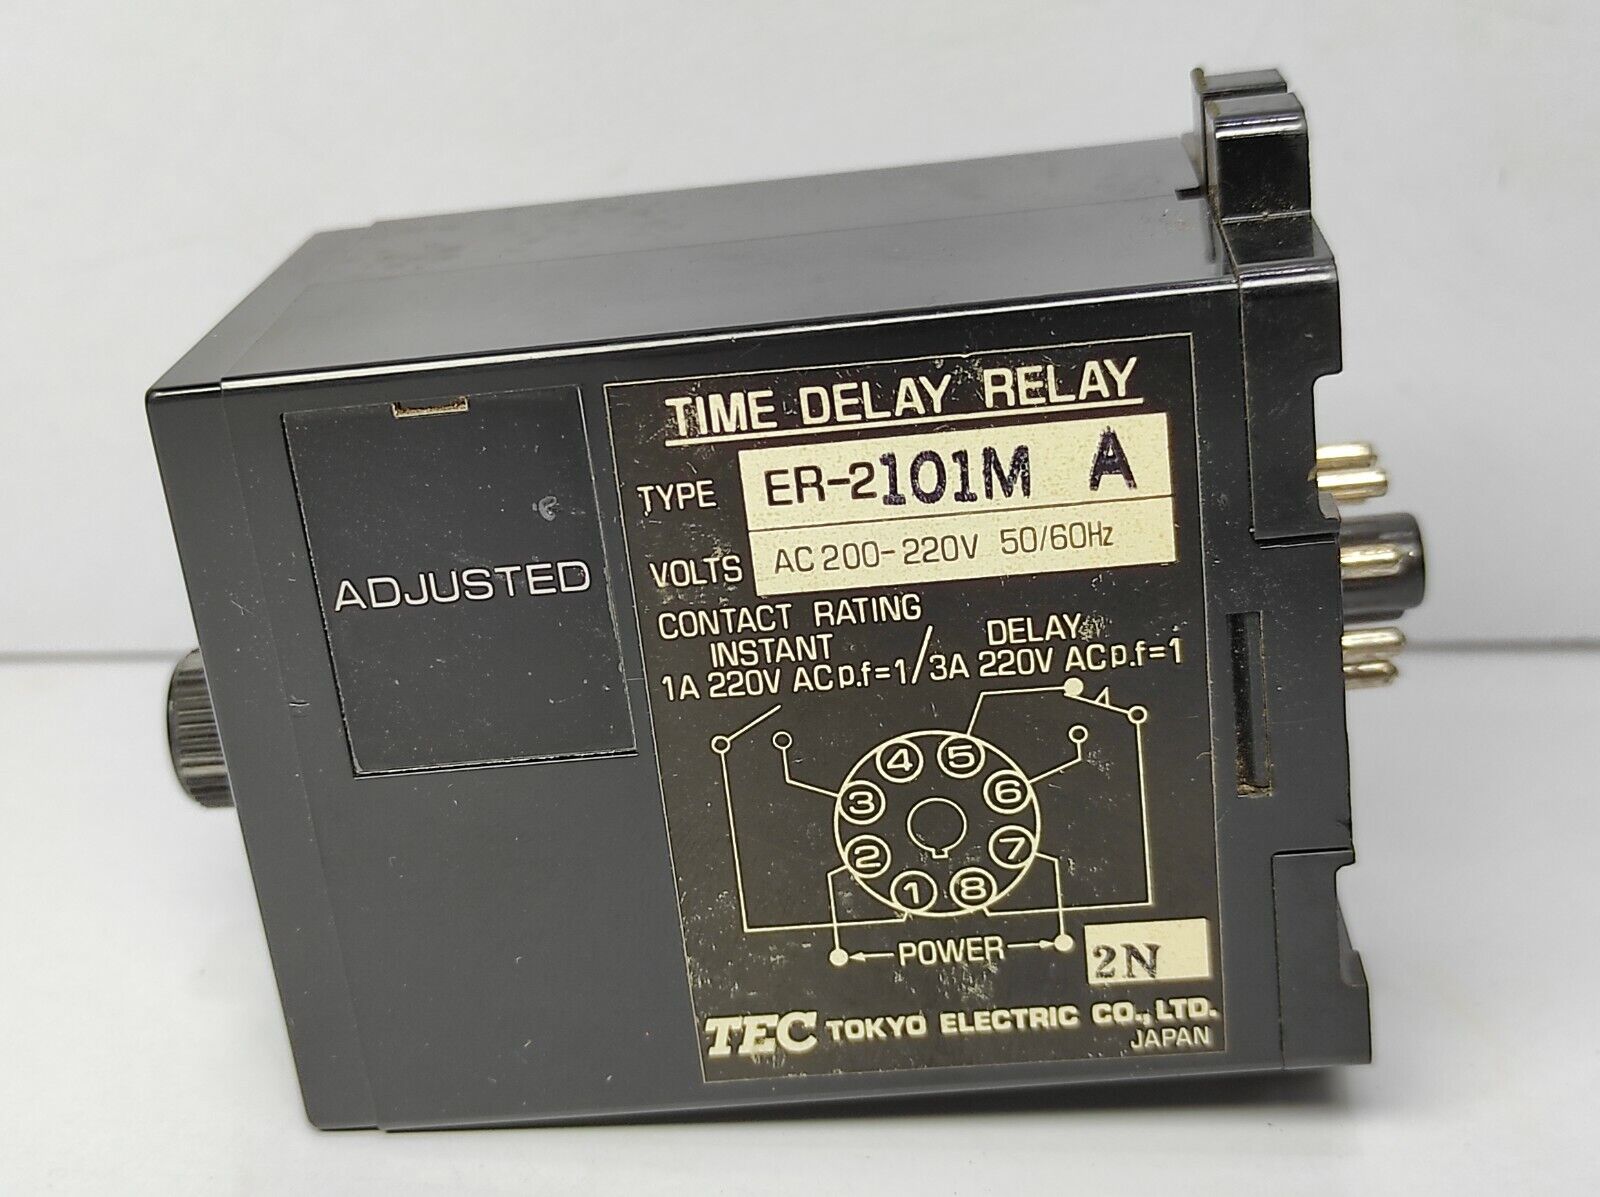 TIME DELAY RELAY
TYPE ER-2101M A
VOLTS AC 200-220V 50/60Hz
CONTACT RATING
INSTANT DELAY
1A 220V AC p.f=1/3A 220V AC p.f=1
ADJUSTED
4 5
3 6
2 7
1 8
POWER
2N
TEC TOKYO ELECTRIC CO., LTD.
JAPAN